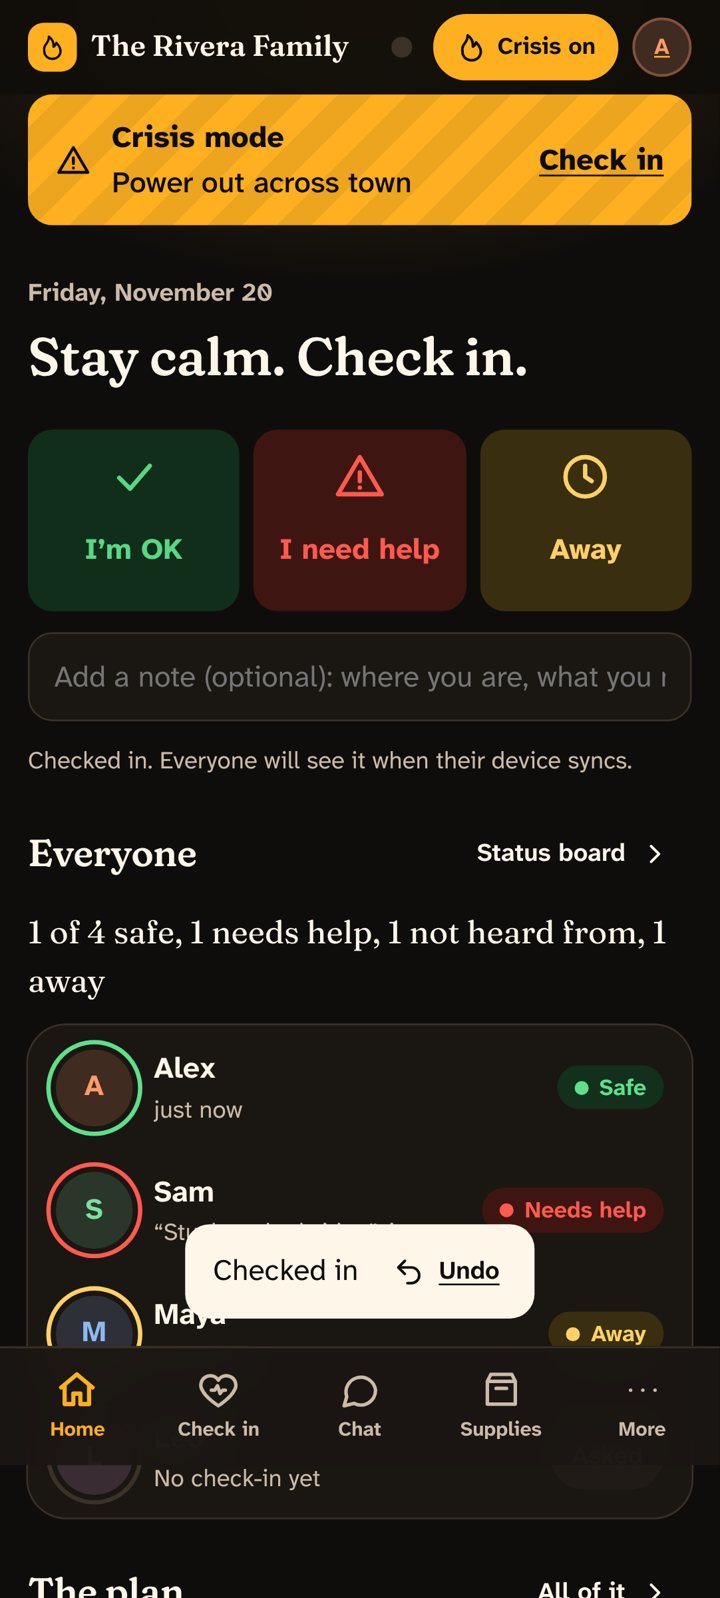 The Rivera Family
Crisis on
A
Crisis mode
Power out across town
Check in
Friday, November 20
Stay calm. Check in.
I'm OK
I need help
Away
Add a note (optional): where you are, what you
Checked in. Everyone will see it when their device syncs.
Everyone
Status board
1 of 4 safe, 1 needs help, 1 not heard from, 1
away
A
Alex
just now
Safe
S
Sam
Needs help
Checked in
Undo
M
Maya
Away
Home
Check in
Chat
Supplies
More
Asked
No check-in yet
The plan
All of it